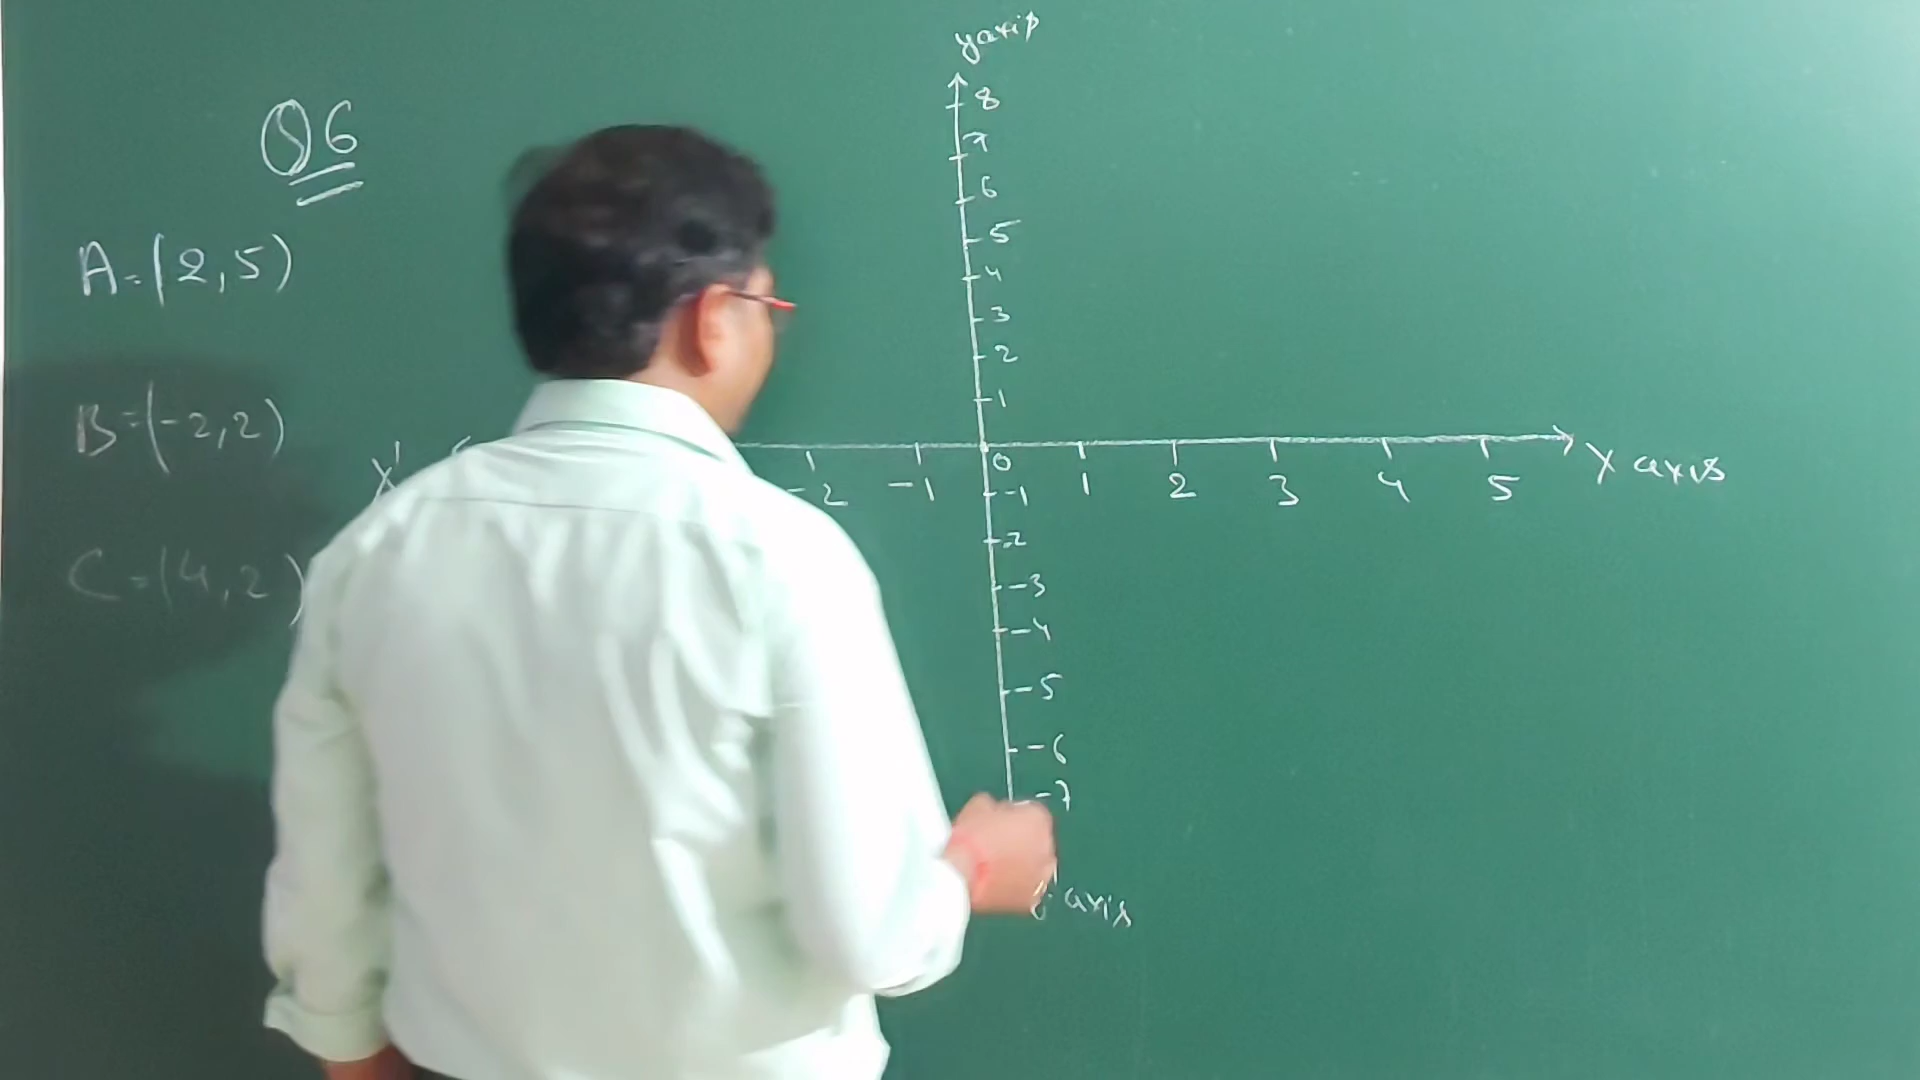 Q6
A=(2,5)
B=(-2,2)
C=(4,2)
y axis
8
7
6
5
4
3
2
1
X'
-2 -1 0 1 2 3 4 5 X axis
-1
-2
-3
-4
-5
-6
-7
axis